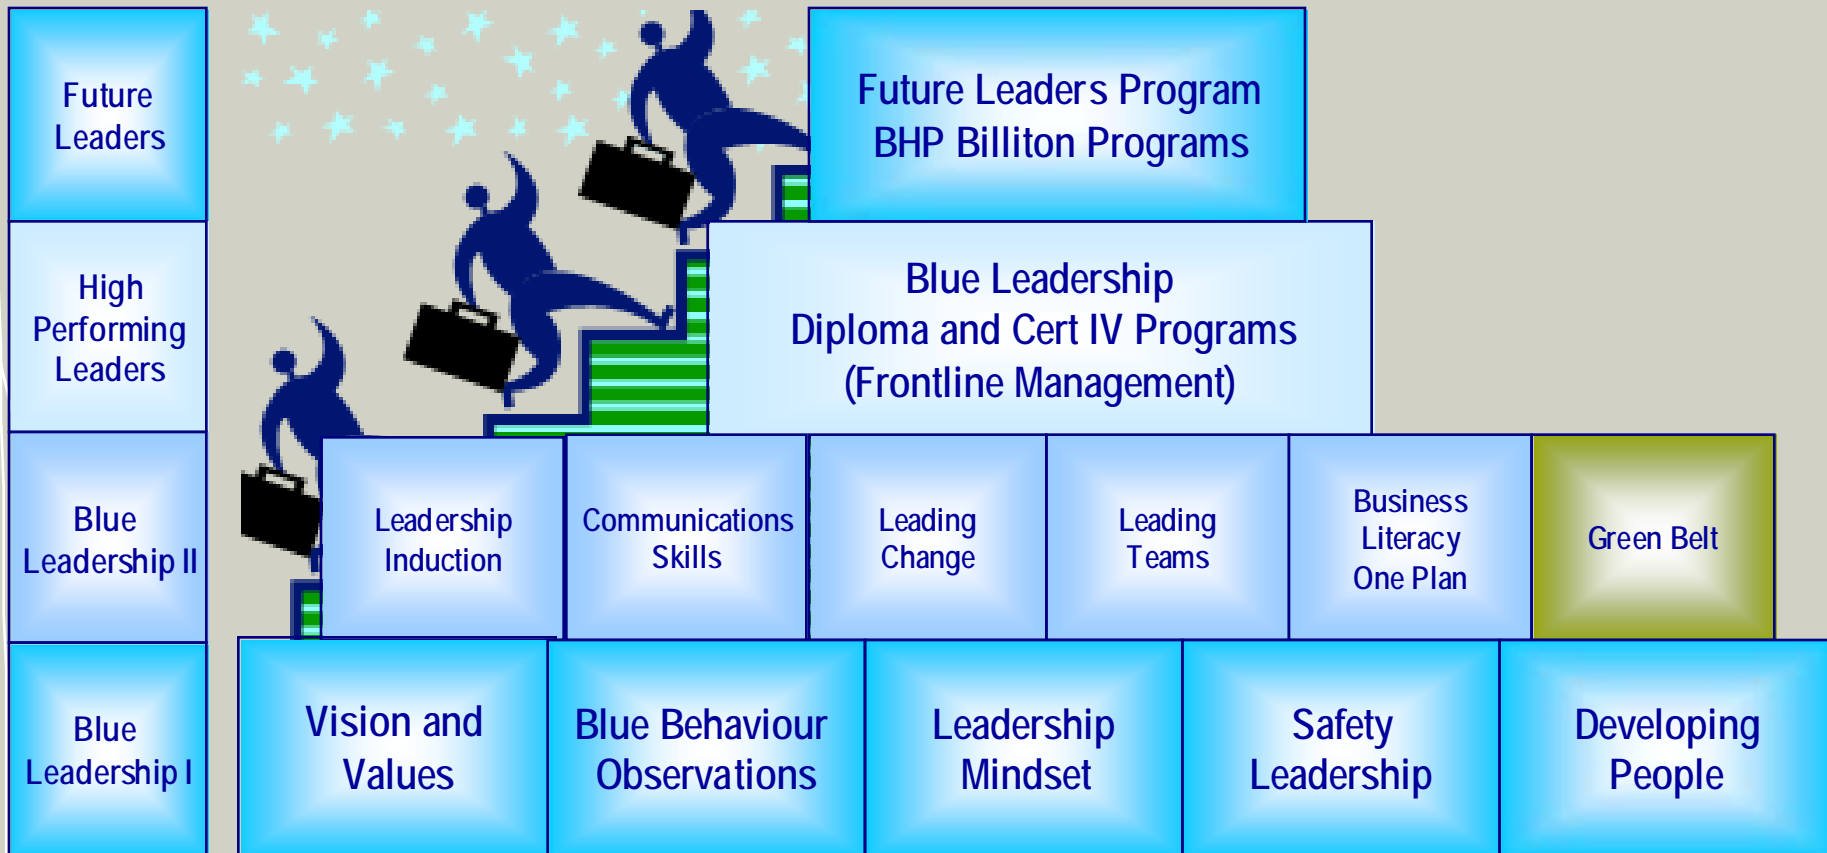 Future
Leaders
Future Leaders Program
BHP Billiton Programs
High
Performing
Leaders
Blue Leadership
Diploma and Cert IV Programs
(Frontline Management)
Blue
Leadership II
Leadership
Induction
Communications
Skills
Leading
Change
Leading
Teams
Business
Literacy
One Plan
Green Belt
Blue
Leadership I
Vision and
Values
Blue Behaviour
Observations
Leadership
Mindset
Safety
Leadership
Developing
People